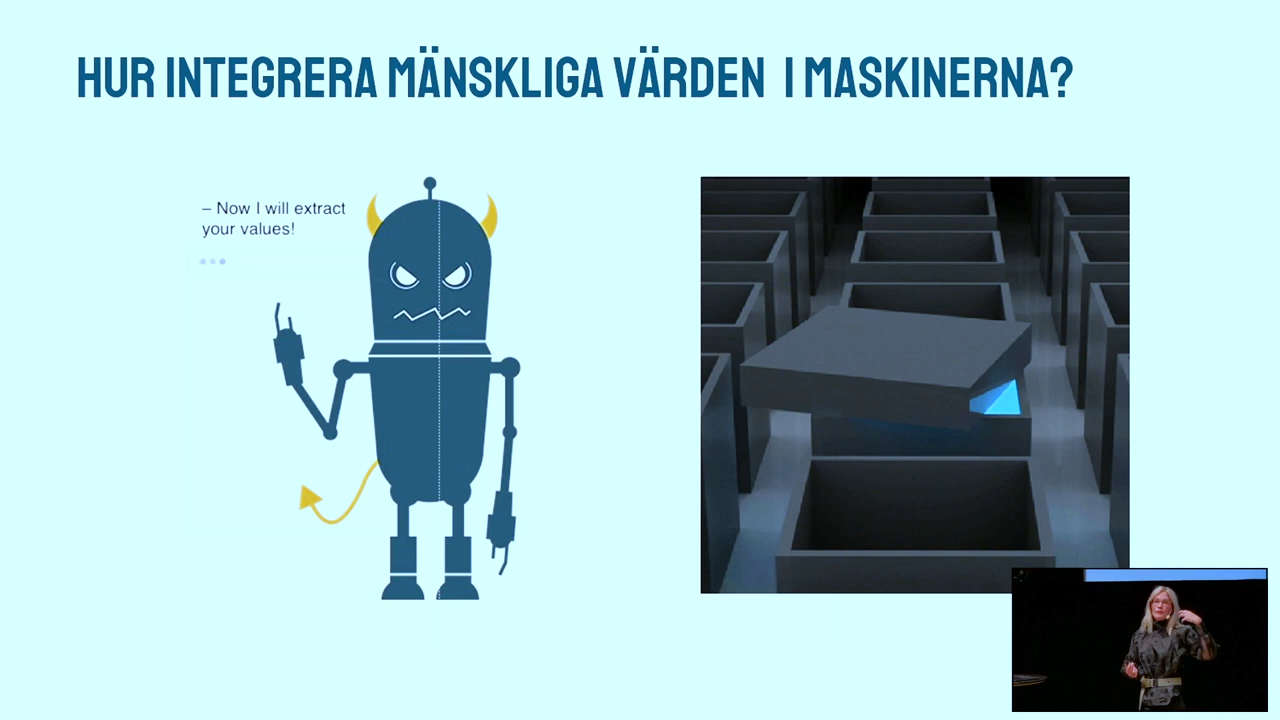 HUR INTEGRERA MÄNSKLIGA VÄRDEN I MASKINERNA?
– Now I will extract
your values!